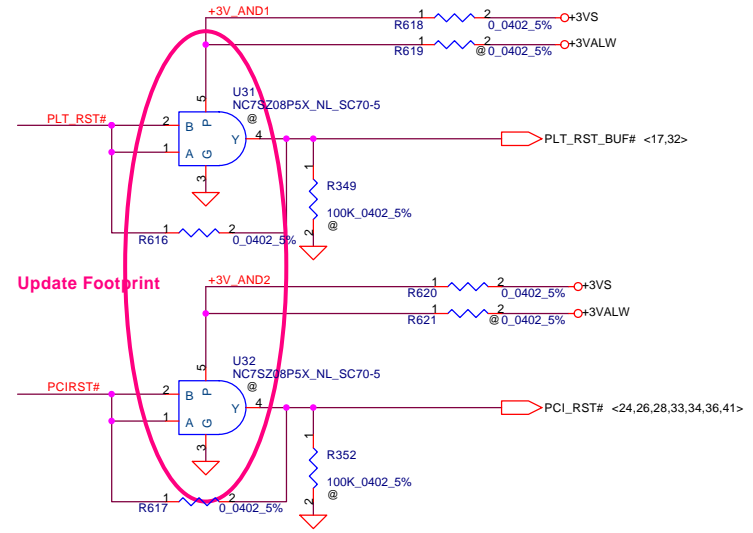 +3V_AND1
1 2
R618 0_0402_5%
+3VS
1 2
R619 @ 0_0402_5%
+3VALW
U31
NC7SZ08P5X_NL_SC70-5
@
5
PLT_RST#
2 B P
Y 4
1 A G
3
PLT_RST_BUF# <17,32>
1
R349
100K_0402_5%
@
2
1 2
R616 0_0402_5%
Update Footprint
+3V_AND2
1 2
R620 0_0402_5%
+3VS
1 2
R621 @ 0_0402_5%
+3VALW
U32
NC7SZ08P5X_NL_SC70-5
@
5
PCIRST#
2 B P
Y 4
1 A G
3
PCI_RST# <24,26,28,33,34,36,41>
1
R352
100K_0402_5%
@
2
1 2
R617 0_0402_5%